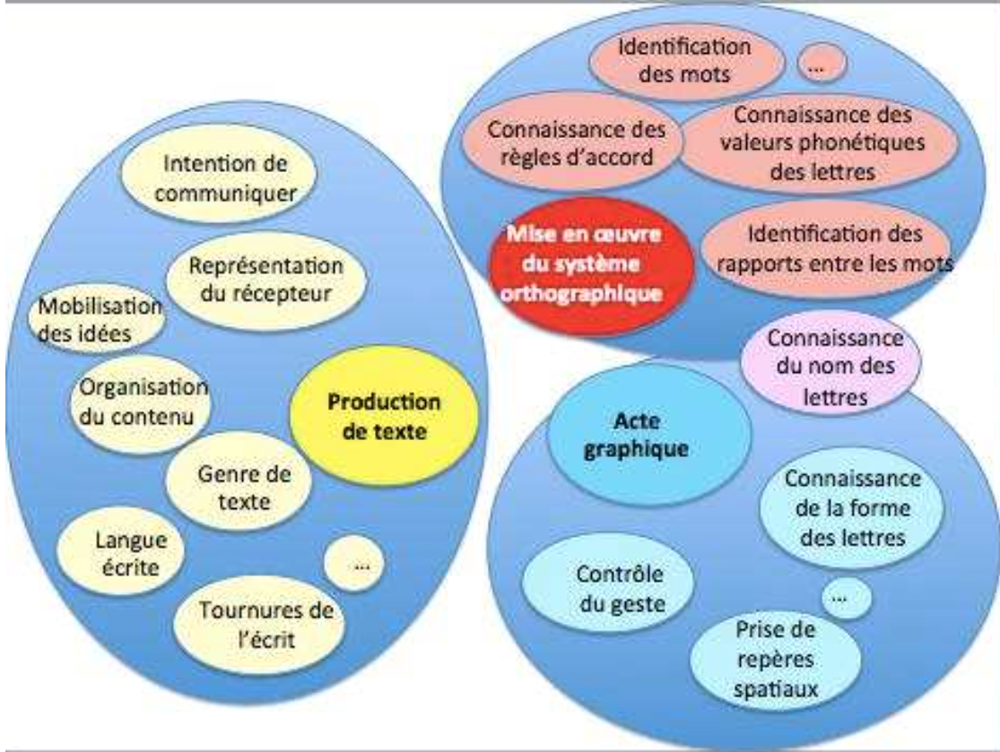 Intention de
communiquer
Représentation
du récepteur
Mobilisation
des idées
Organisation
du contenu
Production
de texte
Genre de
texte
Langue
écrite
...
Tournures de
l'écrit
Identification
des mots
...
Connaissance des
règles d'accord
Connaissance des
valeurs phonétiques
des lettres
Mise en œuvre
du système
orthographique
Identification des
rapports entre les mots
Connaissance
du nom des
lettres
Acte
graphique
Connaissance
de la forme
des lettres
Contrôle
du geste
...
Prise de
repères
spatiaux